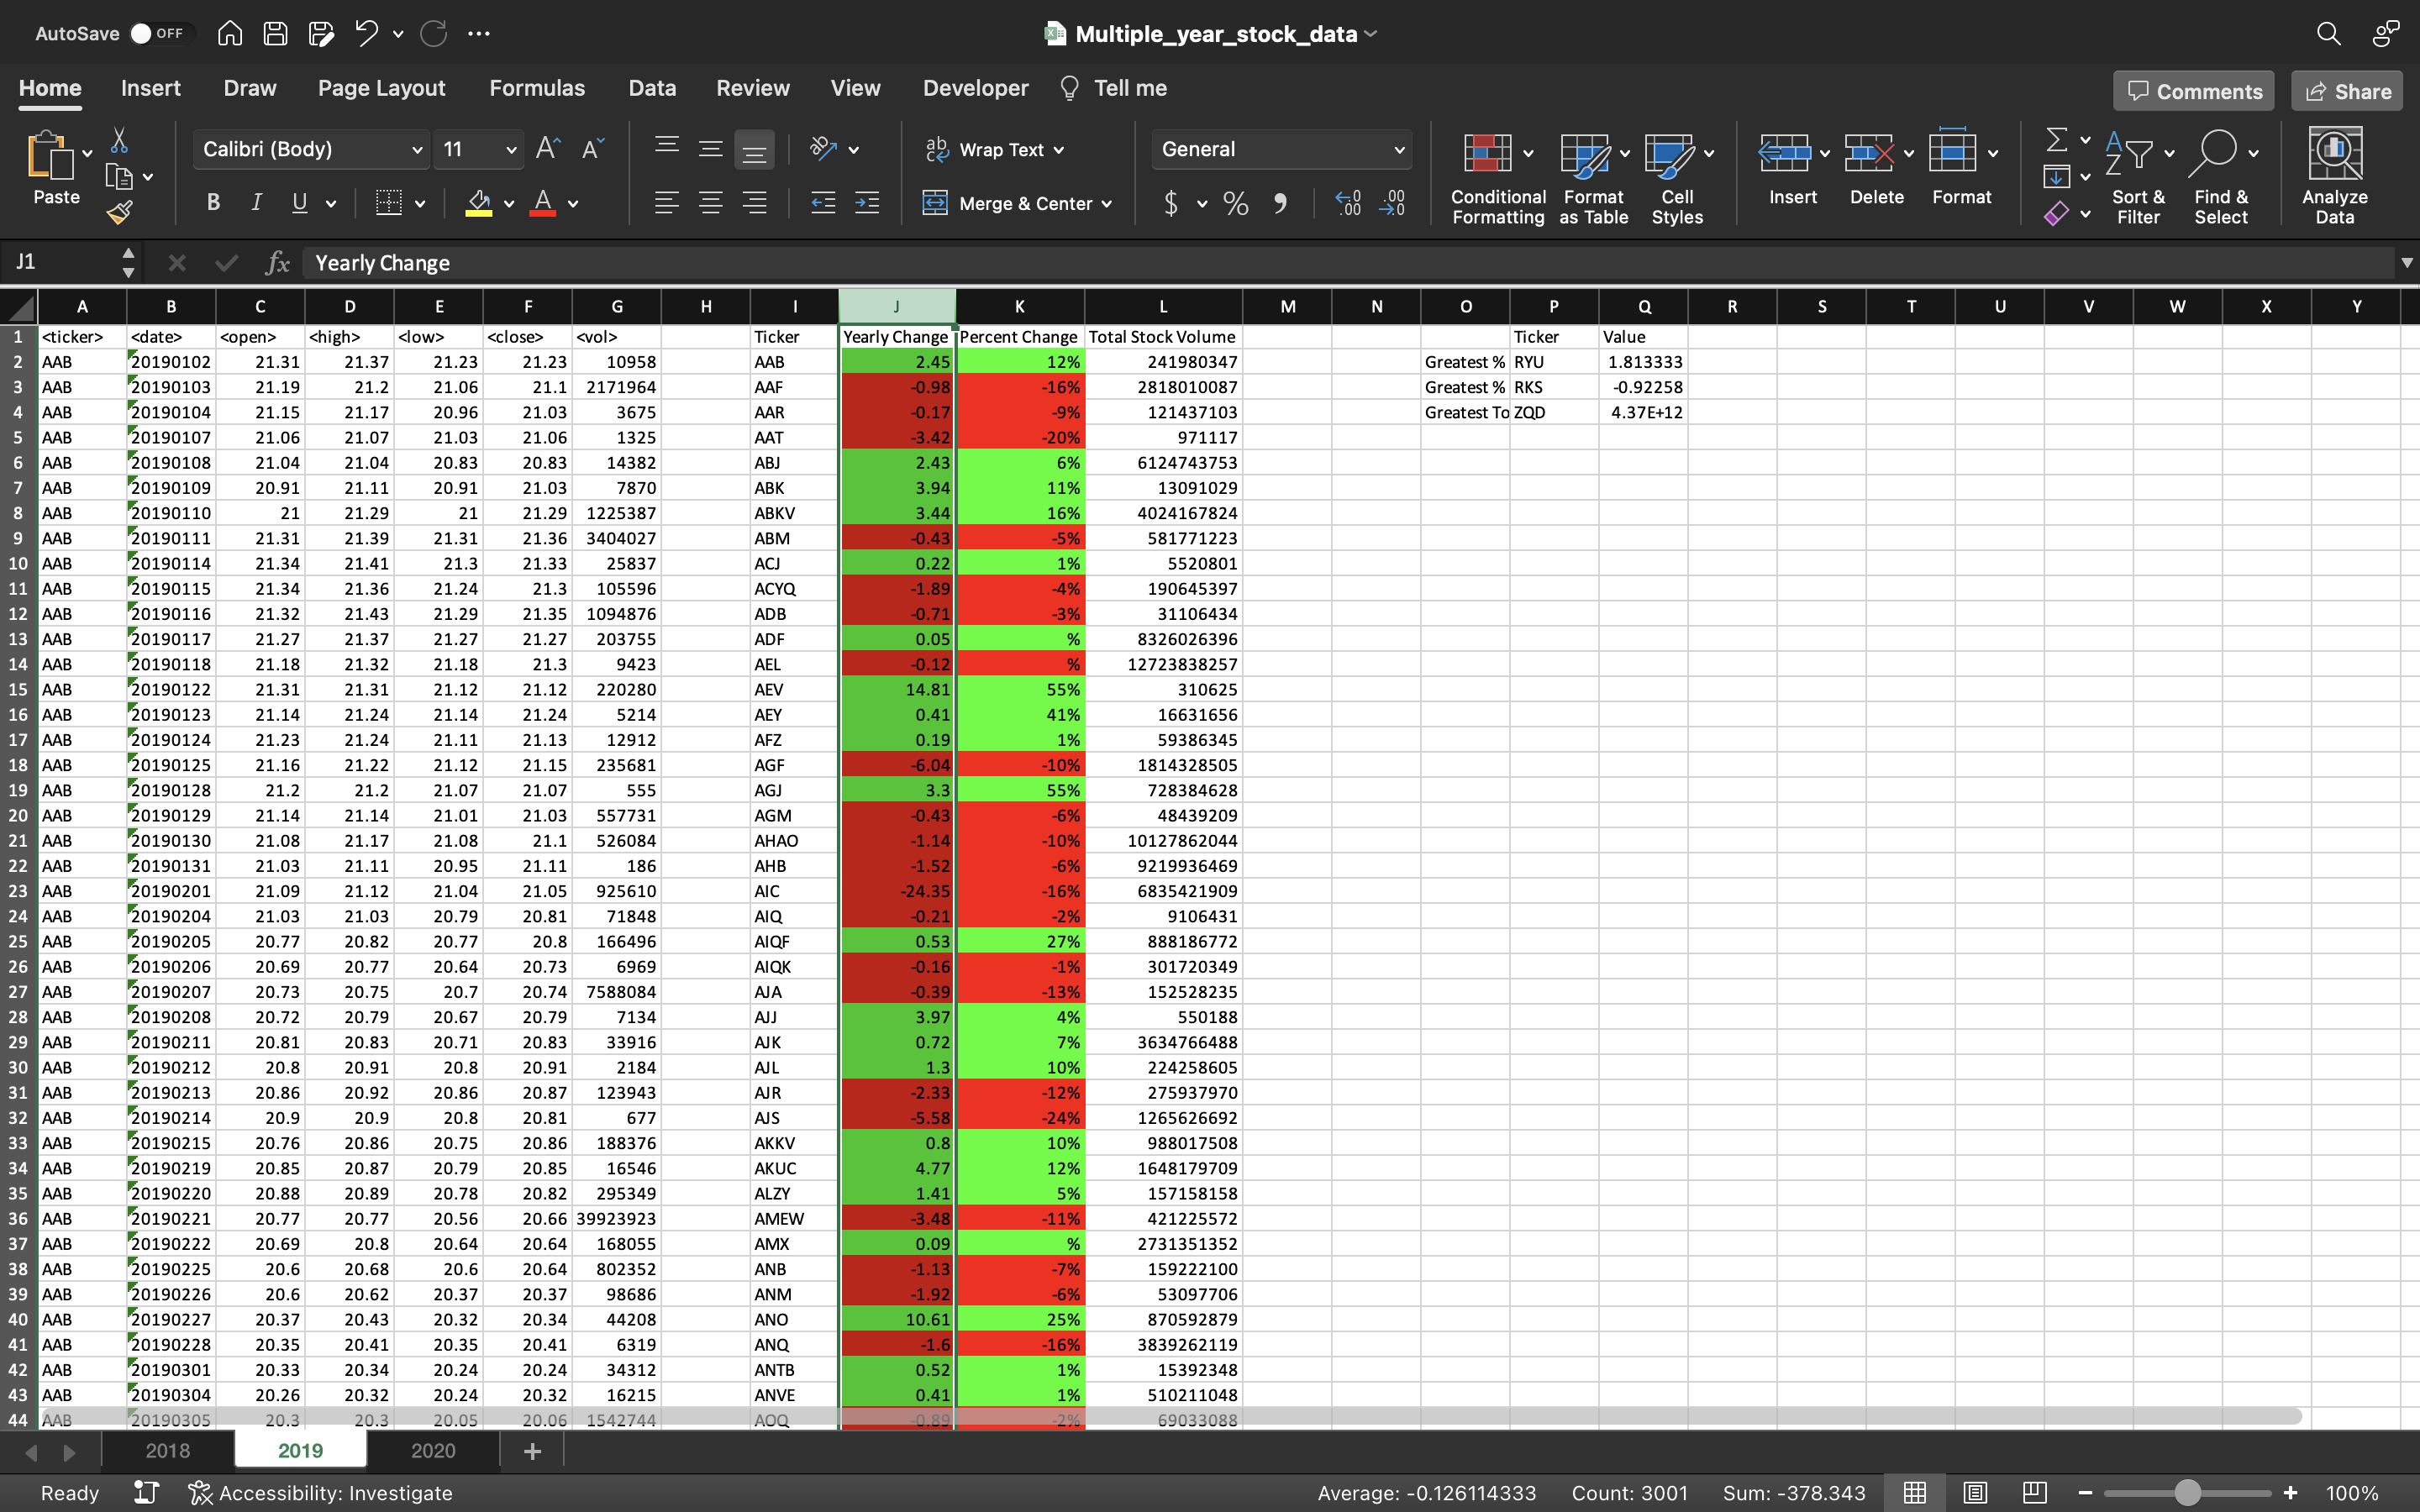 AutoSave OFF Multiple_year_stock_data
Home Insert Draw Page Layout Formulas Data Review View Developer Tell me Comments Share
Paste Calibri (Body) 11 A A Wrap Text General Conditional Formatting Format as Table Cell Styles Insert Delete Format Sort & Filter Find & Select Analyze Data
B I U A Merge & Center $ % 
J1 fx Yearly Change
A B C D E F G H I J K L M N O P Q R S T U V W X Y
1 <ticker> <date> <open> <high> <low> <close> <vol> Ticker Yearly Change Percent Change Total Stock Volume Ticker Value
2 AAB 20190102 21.31 21.37 21.23 21.23 10958 AAB 2.45 12% 241980347 Greatest % RYU 1.813333
3 AAB 20190103 21.19 21.2 21.06 21.1 2171964 AAF -0.98 -16% 2818010087 Greatest % RKS -0.92258
4 AAB 20190104 21.15 21.17 20.96 21.03 3675 AAR -0.17 -9% 121437103 Greatest To ZQD 4.37E+12
5 AAB 20190107 21.06 21.07 21.03 21.06 1325 AAT -3.42 -20% 971117
6 AAB 20190108 21.04 21.04 20.83 20.83 14382 ABJ 2.43 6% 6124743753
7 AAB 20190109 20.91 21.11 20.91 21.03 7870 ABK 3.94 11% 13091029
8 AAB 20190110 21 21.29 21 21.29 1225387 ABKV 3.44 16% 4024167824
9 AAB 20190111 21.31 21.39 21.31 21.36 3404027 ABM -0.43 -5% 581771223
10 AAB 20190114 21.34 21.41 21.3 21.33 25837 ACJ 0.22 1% 5520801
11 AAB 20190115 21.34 21.36 21.24 21.3 105596 ACYQ -1.89 -4% 190645397
12 AAB 20190116 21.32 21.43 21.29 21.35 1094876 ADB -0.71 -3% 31106434
13 AAB 20190117 21.27 21.37 21.27 21.27 203755 ADF 0.05 % 8326026396
14 AAB 20190118 21.18 21.32 21.18 21.3 9423 AEL -0.12 % 12723838257
15 AAB 20190122 21.31 21.31 21.12 21.12 220280 AEV 14.81 55% 310625
16 AAB 20190123 21.14 21.24 21.14 21.24 5214 AEY 0.41 41% 16631656
17 AAB 20190124 21.23 21.24 21.11 21.13 12912 AFZ 0.19 1% 59386345
18 AAB 20190125 21.16 21.22 21.12 21.15 235681 AGF -6.04 -10% 1814328505
19 AAB 20190128 21.2 21.2 21.07 21.07 555 AGJ 3.3 55% 728384628
20 AAB 20190129 21.14 21.14 21.01 21.03 557731 AGM -0.43 -6% 48439209
21 AAB 20190130 21.08 21.17 21.08 21.1 526084 AHAO -1.14 -10% 10127862044
22 AAB 20190131 21.03 21.11 20.95 21.11 186 AHB -1.52 -6% 9219936469
23 AAB 20190201 21.09 21.12 21.04 21.05 925610 AIC -24.35 -16% 6835421909
24 AAB 20190204 21.03 21.03 20.79 20.81 71848 AIQ -0.21 -2% 9106431
25 AAB 20190205 20.77 20.82 20.77 20.8 166496 AIQF 0.53 27% 888186772
26 AAB 20190206 20.69 20.77 20.64 20.73 6969 AIQK -0.16 -1% 301720349
27 AAB 20190207 20.73 20.75 20.7 20.74 7588084 AJA -0.39 -13% 152528235
28 AAB 20190208 20.72 20.79 20.67 20.79 7134 AJJ 3.97 4% 550188
29 AAB 20190211 20.81 20.83 20.71 20.83 33916 AJK 0.72 7% 3634766488
30 AAB 20190212 20.8 20.91 20.8 20.91 2184 AJL 1.3 10% 224258605
31 AAB 20190213 20.86 20.92 20.86 20.87 123943 AJR -2.33 -12% 275937970
32 AAB 20190214 20.9 20.9 20.8 20.81 677 AJS -5.58 -24% 1265626692
33 AAB 20190215 20.76 20.86 20.75 20.86 188376 AKKV 0.8 10% 988017508
34 AAB 20190219 20.85 20.87 20.79 20.85 16546 AKUC 4.77 12% 1648179709
35 AAB 20190220 20.88 20.89 20.78 20.82 295349 ALZY 1.41 5% 157158158
36 AAB 20190221 20.77 20.77 20.56 20.66 39923923 AMEW -3.48 -11% 421225572
37 AAB 20190222 20.69 20.8 20.64 20.64 168055 AMX 0.09 % 2731351352
38 AAB 20190225 20.6 20.68 20.6 20.64 802352 ANB -1.13 -7% 159222100
39 AAB 20190226 20.6 20.62 20.37 20.37 98686 ANM -1.92 -6% 53097706
40 AAB 20190227 20.37 20.43 20.32 20.34 44208 ANO 10.61 25% 870592879
41 AAB 20190228 20.35 20.41 20.35 20.41 6319 ANQ -1.6 -16% 3839262119
42 AAB 20190301 20.33 20.34 20.24 20.24 34312 ANTB 0.52 1% 15392348
43 AAB 20190304 20.26 20.32 20.24 20.32 16215 ANVE 0.41 1% 510211048
44 AAB 20190305 20.3 20.3 20.05 20.06 1542744 AOQ -0.89 -2% 69033088
2018 2019 2020 +
Ready Accessibility: Investigate Average: -0.126114333 Count: 3001 Sum: -378.343 100%